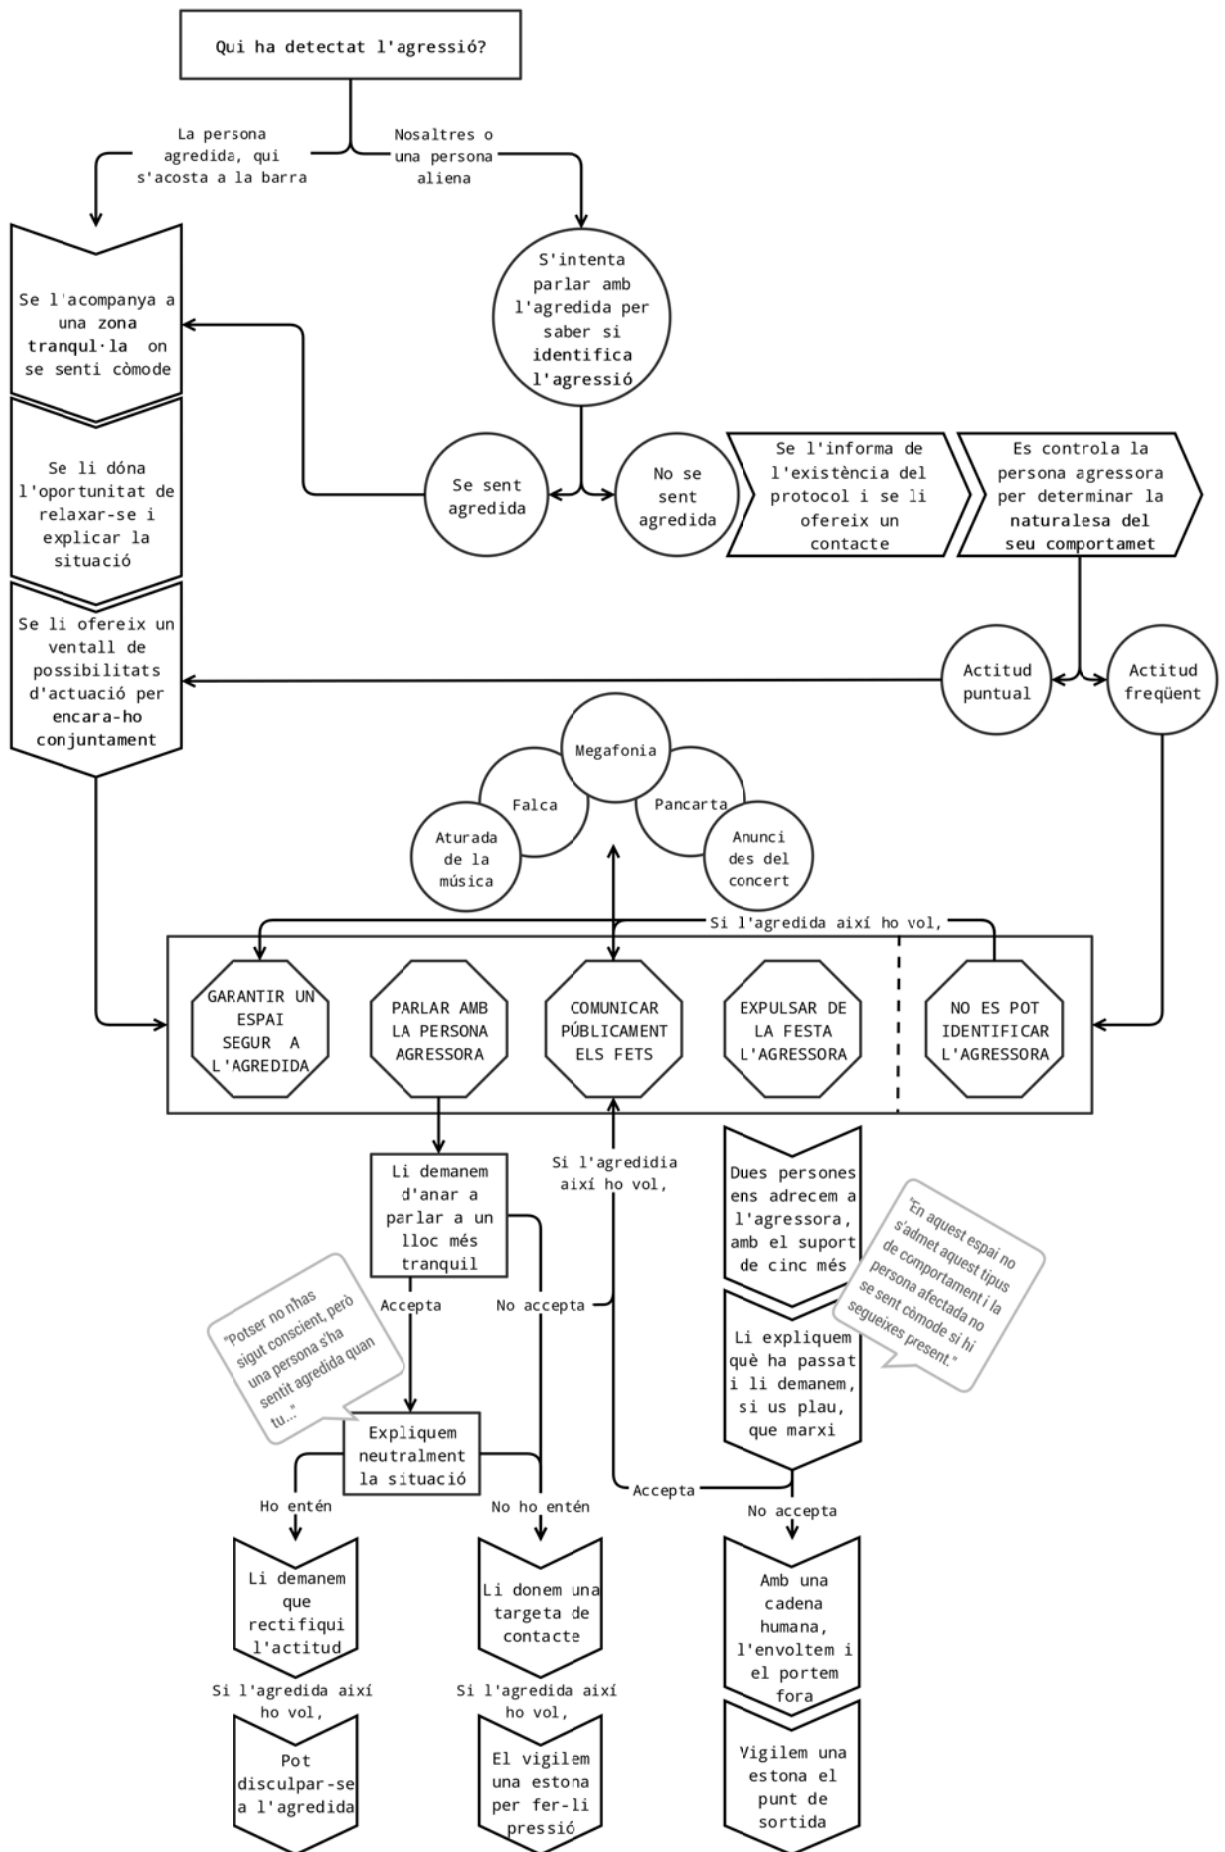 Qui ha detectat l'agressió?
La persona
agredida, qui
s'acosta a la barra
Nosaltres o
una persona
aliena
S'intenta
parlar amb
l'agredida per
saber si
identifica
l'agressió
Se l'acompanya a
una zona
tranqul·la on
se senti còmode
Se li dóna
l'oportunitat de
relaxar-se i
explicar la
situació
Se li ofereix un
ventall de
possibilitats
d'actuació per
encara-ho
conjuntament
Se sent
agredida
No se
sent
agredida
Se l'informa de
l'existència del
protocol i se li
ofereix un
contacte
Es controla la
persona agressora
per determinar la
naturalesa del
seu comportamet
Actitud
puntual
Actitud
freqüent
Megafonia
Falca
Pancarta
Aturada
de la
música
Anunci
des del
concert
Si l'agredida així ho vol,
GARANTIR UN
ESPAI
SEGUR A
L'AGREDIDA
PARLAR AMB
LA PERSONA
AGRESSORA
COMUNICAR
PÚBLICAMENT
ELS FETS
EXPULSAR DE
LA FESTA
L'AGRESSORA
NO ES POT
IDENTIFICAR
L'AGRESSORA
Li demanem
d'anar a
parlar a un
lloc més
tranquil
Si l'agredidia
així ho vol,
Dues persones
ens adrecem a
l'agressora,
amb el suport
de cinc més
"En aquest espai no
s'admet aquest tipus
de comportament i la
persona afectada no
se sent còmode si hi
segueixes present."
Accepta
No accepta
"Potser no n'has
sigut conscient, però
una persona s'ha
sentit agredida quan
tu..."
Li expliquem
què ha passat
i li demanem,
si us plau,
que marxi
Expliquem
neutralment
la situació
Accepta
No accepta
Ho entén
No ho entén
Li demanem
que
rectifiqui
l'actitud
Li donem una
targeta de
contacte
Amb una
cadena
humana,
l'envoltem i
el portem
fora
Si l'agredida així
ho vol,
Si l'agredida així
ho vol,
Pot
disculpar-se
a l'agredida
El vigilem
una estona
per fer-li
pressió
Vigilem una
estona el
punt de
sortida